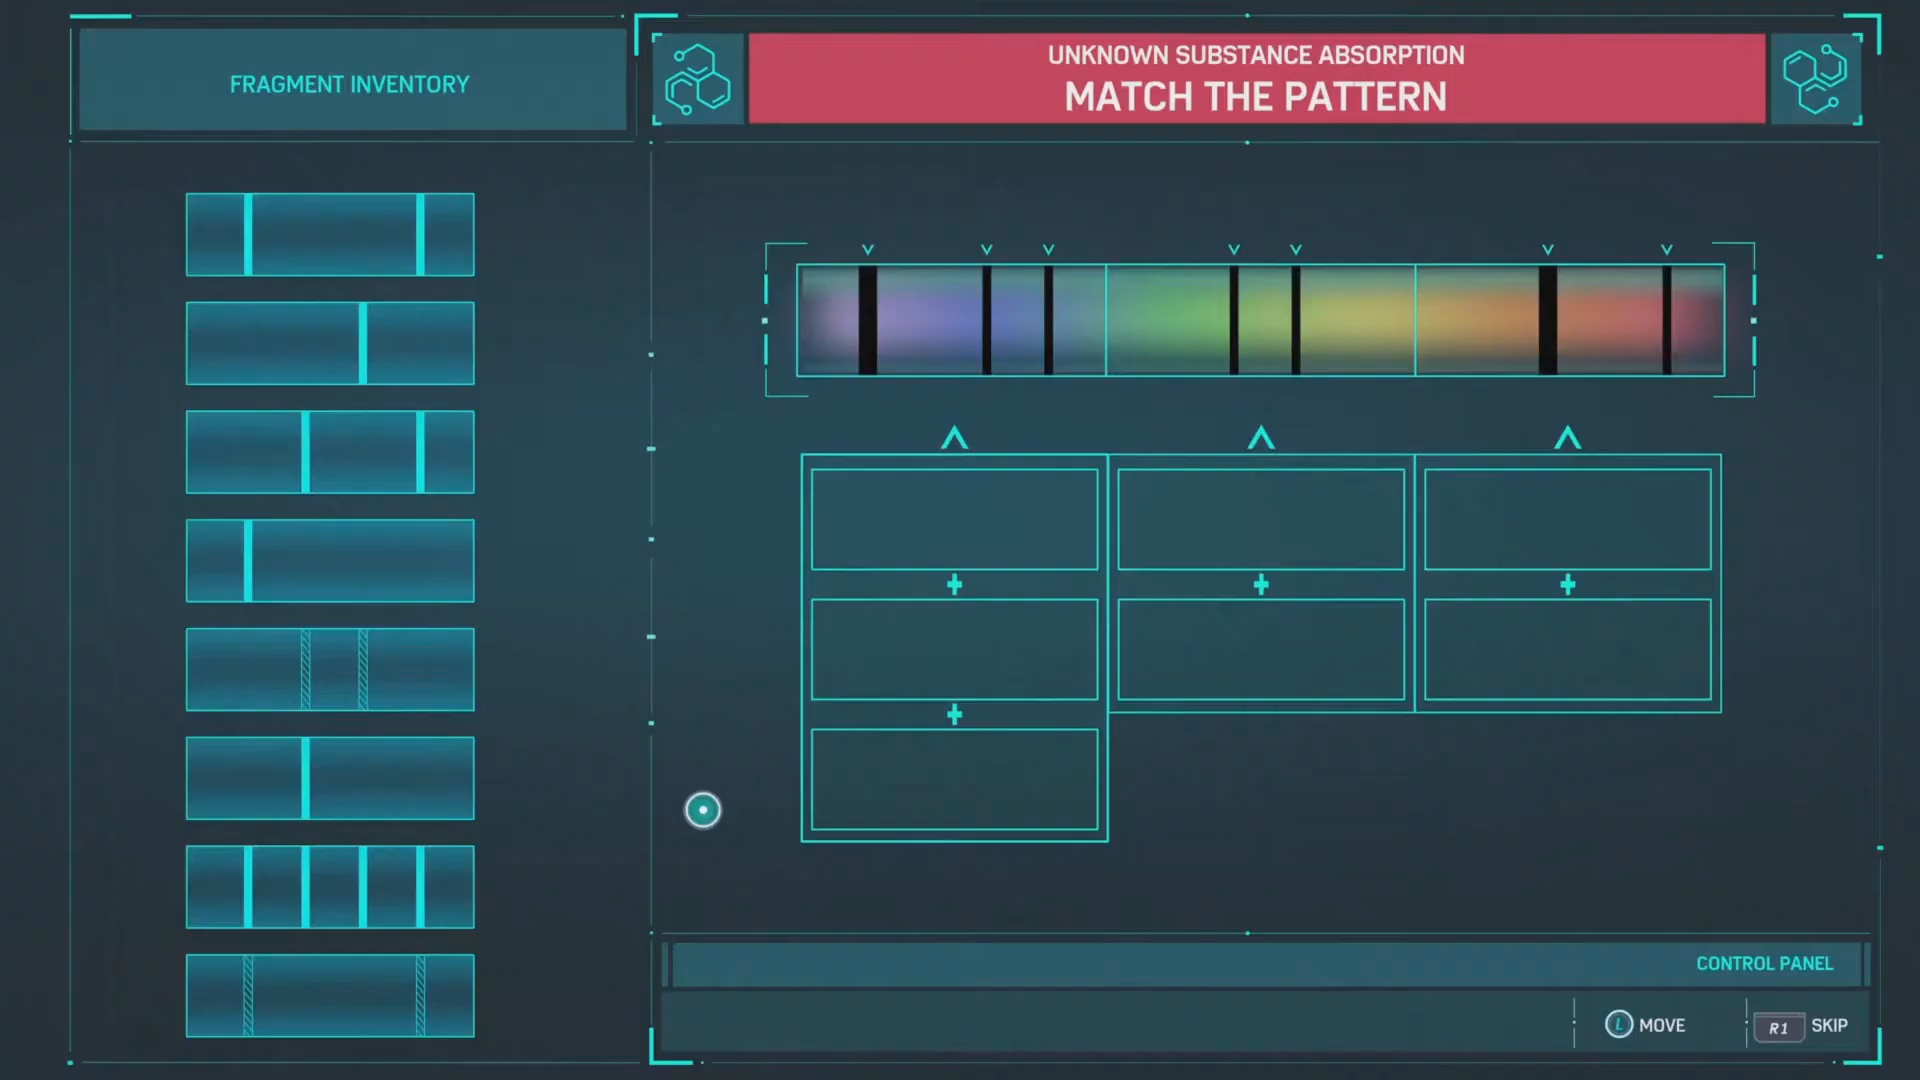 FRAGMENT INVENTORY
UNKNOWN SUBSTANCE ABSORPTION
MATCH THE PATTERN
CONTROL PANEL
L MOVE
R1 SKIP